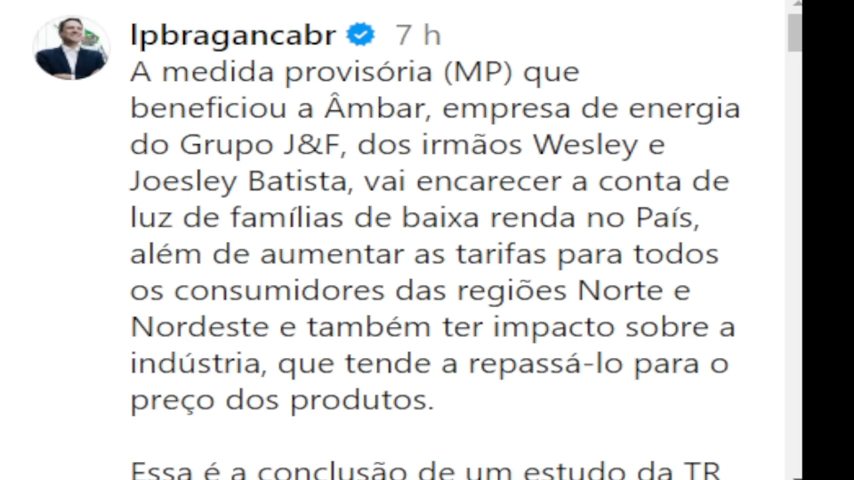 lpbragancabr 7 h
A medida provisória (MP) que
beneficiou a Âmbar, empresa de energia
do Grupo J&F, dos irmãos Wesley e
Joesley Batista, vai encarecer a conta de
luz de famílias de baixa renda no País,
além de aumentar as tarifas para todos
os consumidores das regiões Norte e
Nordeste e também ter impacto sobre a
indústria, que tende a repassá-lo para o
preço dos produtos.
Essa é a conclusão de um estudo da TR